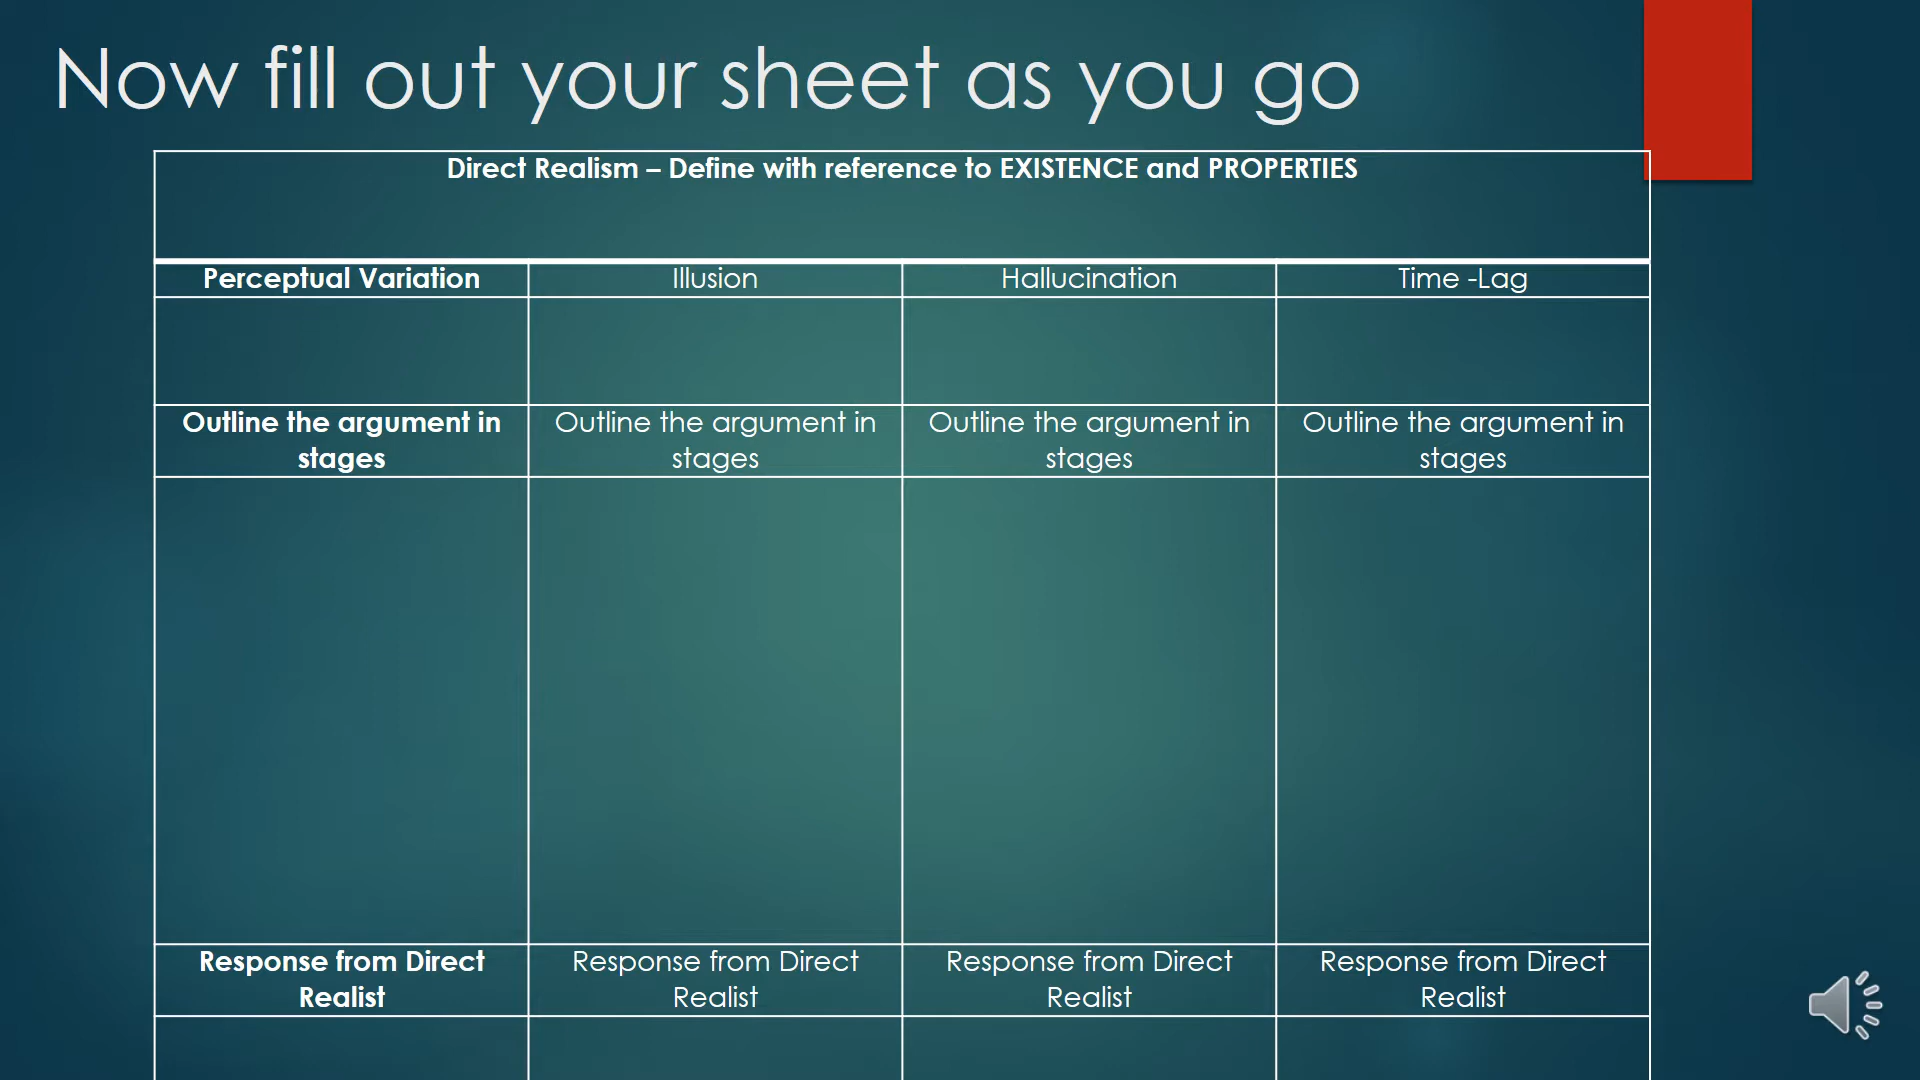 Now fill out your sheet as you go
Direct Realism – Define with reference to EXISTENCE and PROPERTIES
Perceptual Variation
Illusion
Hallucination
Time -Lag
Outline the argument in
stages
Outline the argument in
stages
Outline the argument in
stages
Outline the argument in
stages
Response from Direct
Realist
Response from Direct
Realist
Response from Direct
Realist
Response from Direct
Realist